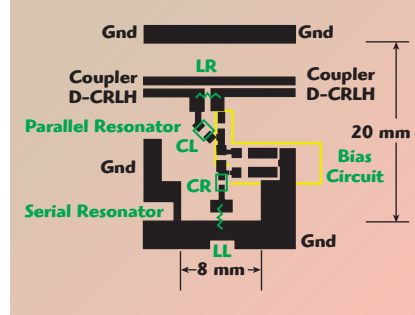 Gnd Gnd
LR
Coupler Coupler
D-CRLH D-CRLH
Parallel Resonator
20 mm
CL
Bias
Gnd
Circuit
CR
Serial Resonator
Gnd
LL
8 mm